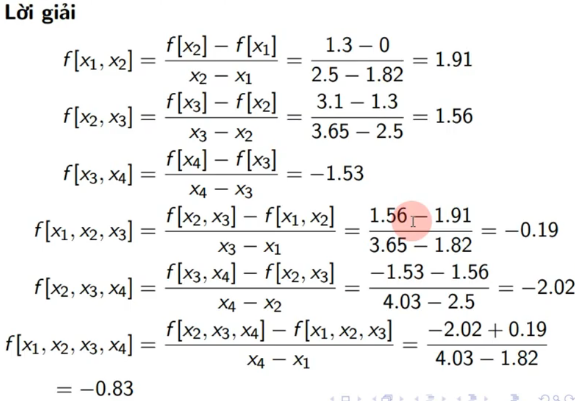 Lời giải
f[x₁, x₂] = (f[x₂] − f[x₁]) / (x₂ − x₁) = (1.3 − 0) / (2.5 − 1.82) = 1.91
f[x₂, x₃] = (f[x₃] − f[x₂]) / (x₃ − x₂) = (3.1 − 1.3) / (3.65 − 2.5) = 1.56
f[x₃, x₄] = (f[x₄] − f[x₃]) / (x₄ − x₃) = −1.53
f[x₁, x₂, x₃] = (f[x₂, x₃] − f[x₁, x₂]) / (x₃ − x₁) = (1.56 − 1.91) / (3.65 − 1.82) = −0.19
f[x₂, x₃, x₄] = (f[x₃, x₄] − f[x₂, x₃]) / (x₄ − x₂) = (−1.53 − 1.56) / (4.03 − 2.5) = −2.02
f[x₁, x₂, x₃, x₄] = (f[x₂, x₃, x₄] − f[x₁, x₂, x₃]) / (x₄ − x₁) = (−2.02 + 0.19) / (4.03 − 1.82)
= −0.83